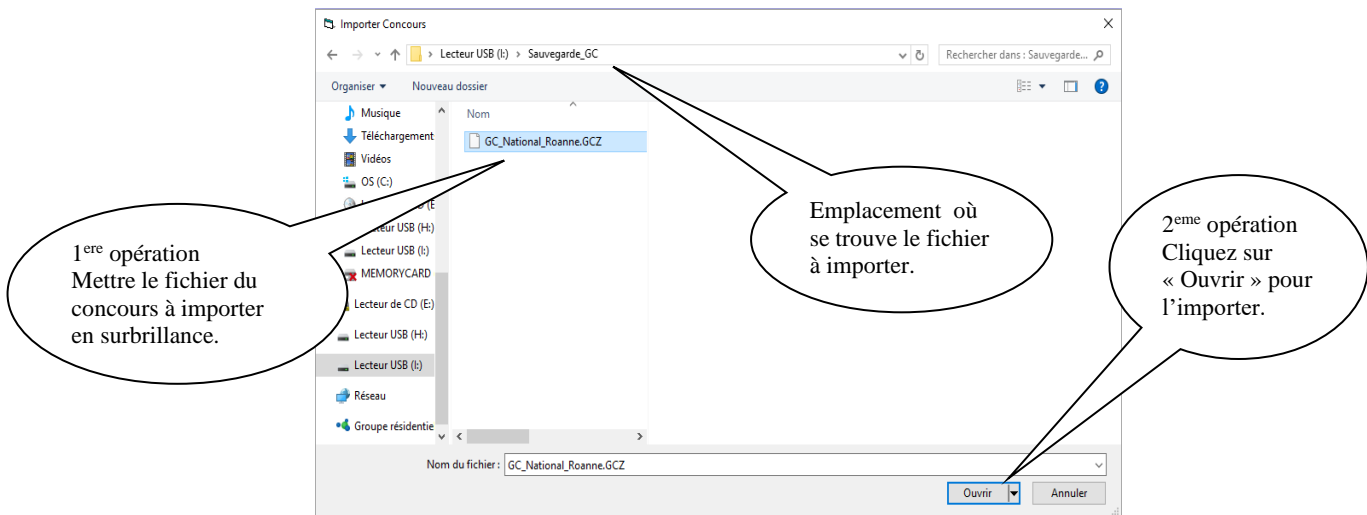 Importer Concours
Lecteur USB (I:) > Sauvegarde_GC
Rechercher dans : Sauvegarde...
Organiser
Nouveau dossier
Nom
GC_National_Roanne.GCZ
Musique
Téléchargement
Vidéos
OS (C:)
Lecteur USB (I:)
MEMORYCARD
Lecteur de CD (E:)
Lecteur USB (H:)
Lecteur USB (I:)
Réseau
Groupe résidentie
1ere opération
Mettre le fichier du
concours à importer
en surbrillance.
Emplacement où
se trouve le fichier
à importer.
2eme opération
Cliquez sur
« Ouvrir » pour
l’importer.
Nom du fichier :
GC_National_Roanne.GCZ
Ouvrir
Annuler